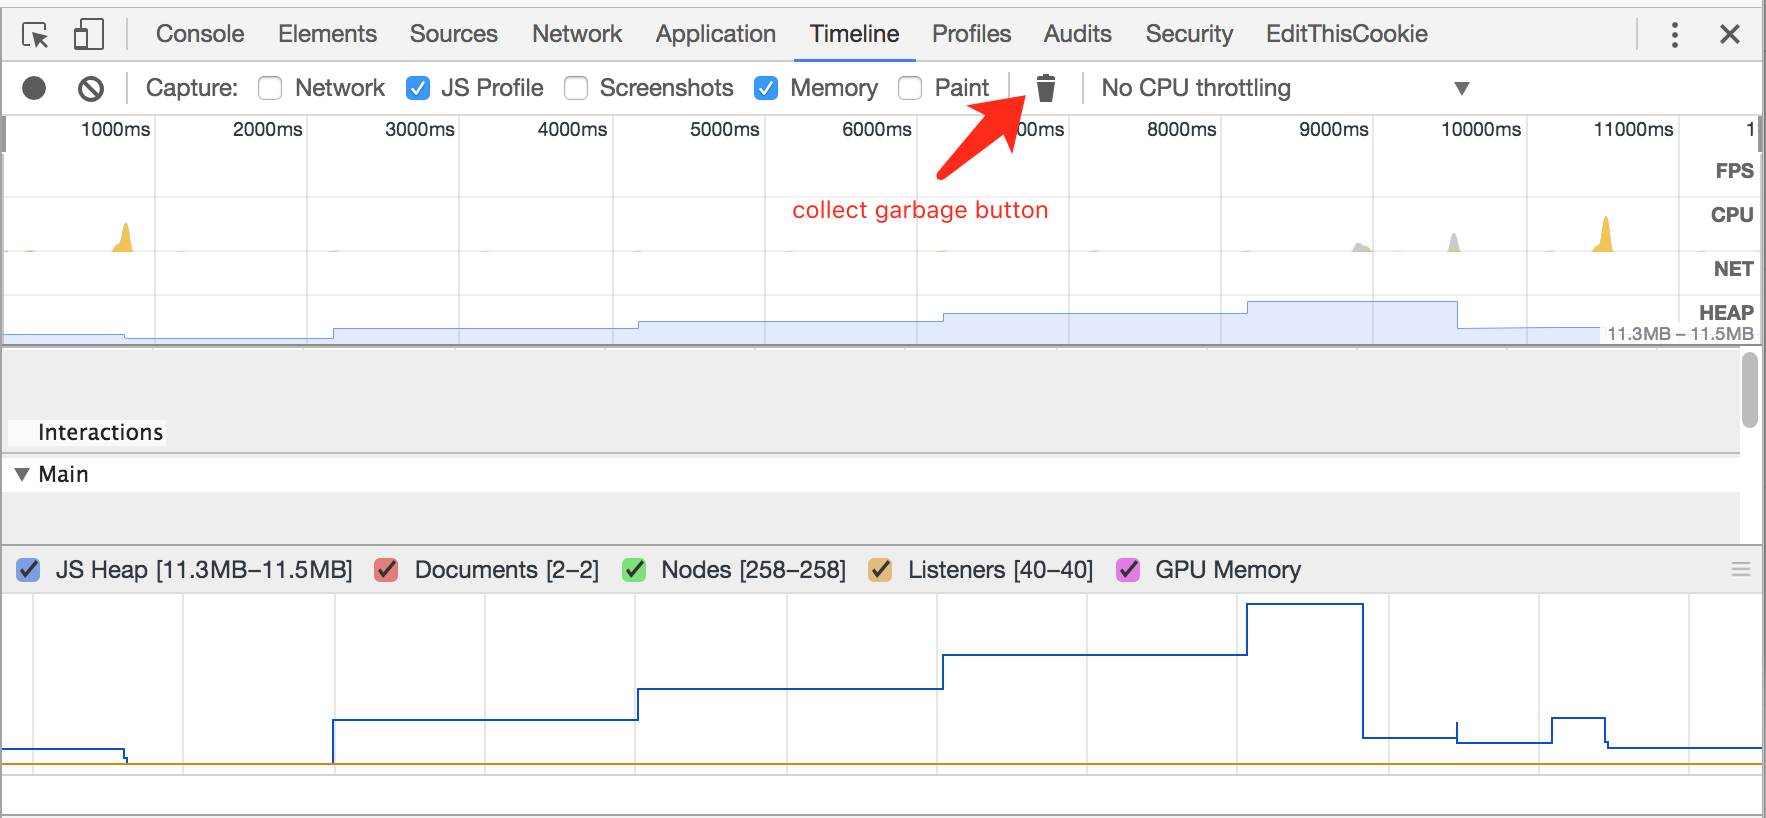 Console Elements Sources Network Application Timeline Profiles Audits Security EditThisCookie
Capture: Network JS Profile Screenshots Memory Paint No CPU throttling
1000ms 2000ms 3000ms 4000ms 5000ms 6000ms 00ms 8000ms 9000ms 10000ms 11000ms 1
FPS
collect garbage button
CPU
NET
HEAP
11.3MB – 11.5MB
Interactions
Main
JS Heap [11.3MB–11.5MB] Documents [2–2] Nodes [258–258] Listeners [40–40] GPU Memory